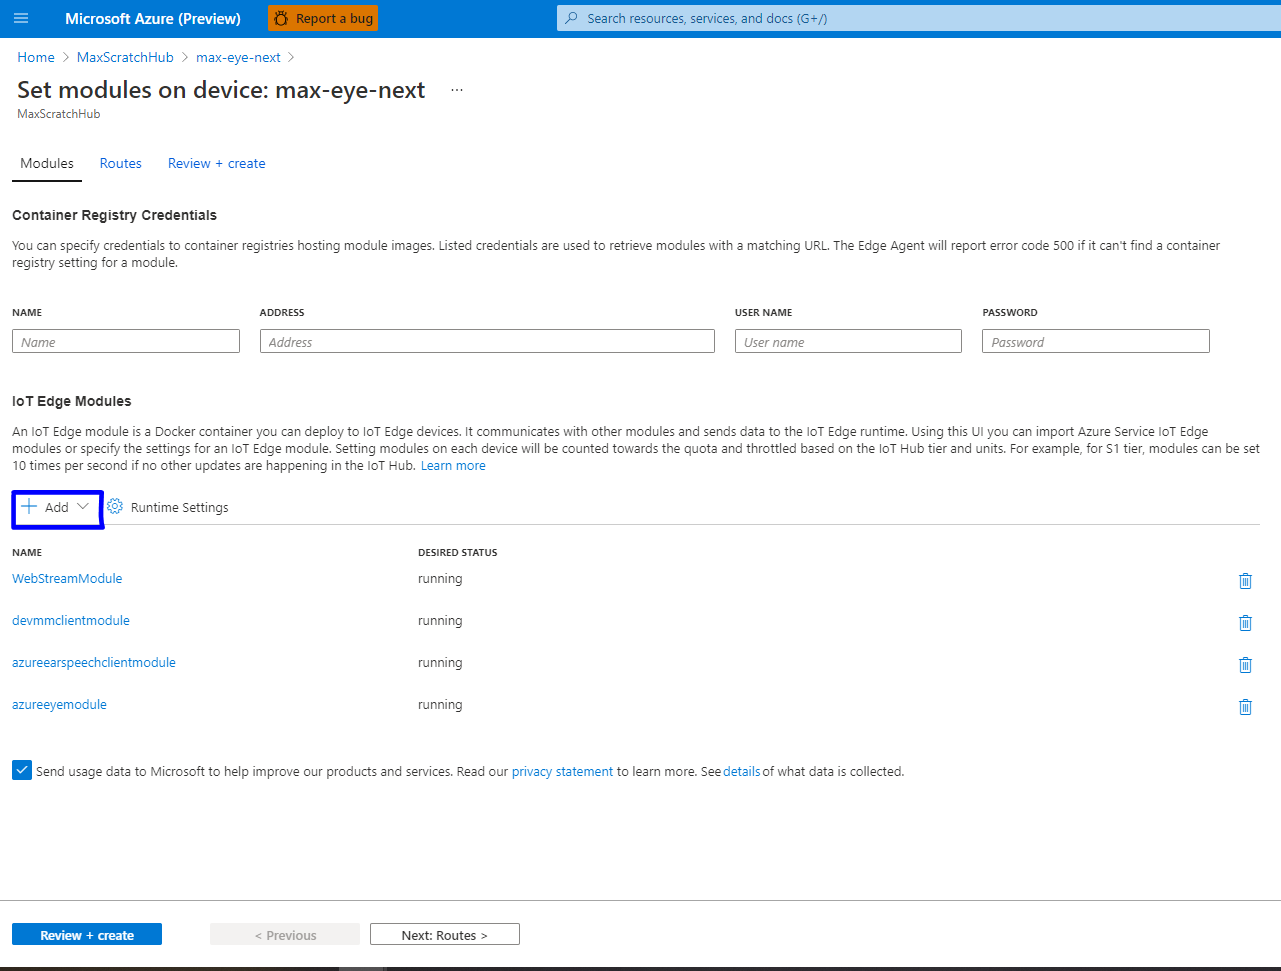 Microsoft Azure (Preview)
Report a bug
Search resources, services, and docs (G+/)
Home > MaxScratchHub > max-eye-next >
Set modules on device: max-eye-next ...
MaxScratchHub
Modules Routes Review + create
Container Registry Credentials
You can specify credentials to container registries hosting module images. Listed credentials are used to retrieve modules with a matching URL. The Edge Agent will report error code 500 if it can't find a container
registry setting for a module.
NAME ADDRESS USER NAME PASSWORD
Name Address User name Password
IoT Edge Modules
An IoT Edge module is a Docker container you can deploy to IoT Edge devices. It communicates with other modules and sends data to the IoT Edge runtime. Using this UI you can import Azure Service IoT Edge
modules or specify the settings for an IoT Edge module. Setting modules on each device will be counted towards the quota and throttled based on the IoT Hub tier and units. For example, for S1 tier, modules can be set
10 times per second if no other updates are happening in the IoT Hub. Learn more
Add Runtime Settings
NAME DESIRED STATUS
WebStreamModule running
devmmclientmodule running
azureearspeechclientmodule running
azureeyemodule running
Send usage data to Microsoft to help improve our products and services. Read our privacy statement to learn more. See details of what data is collected.
Review + create < Previous Next: Routes >